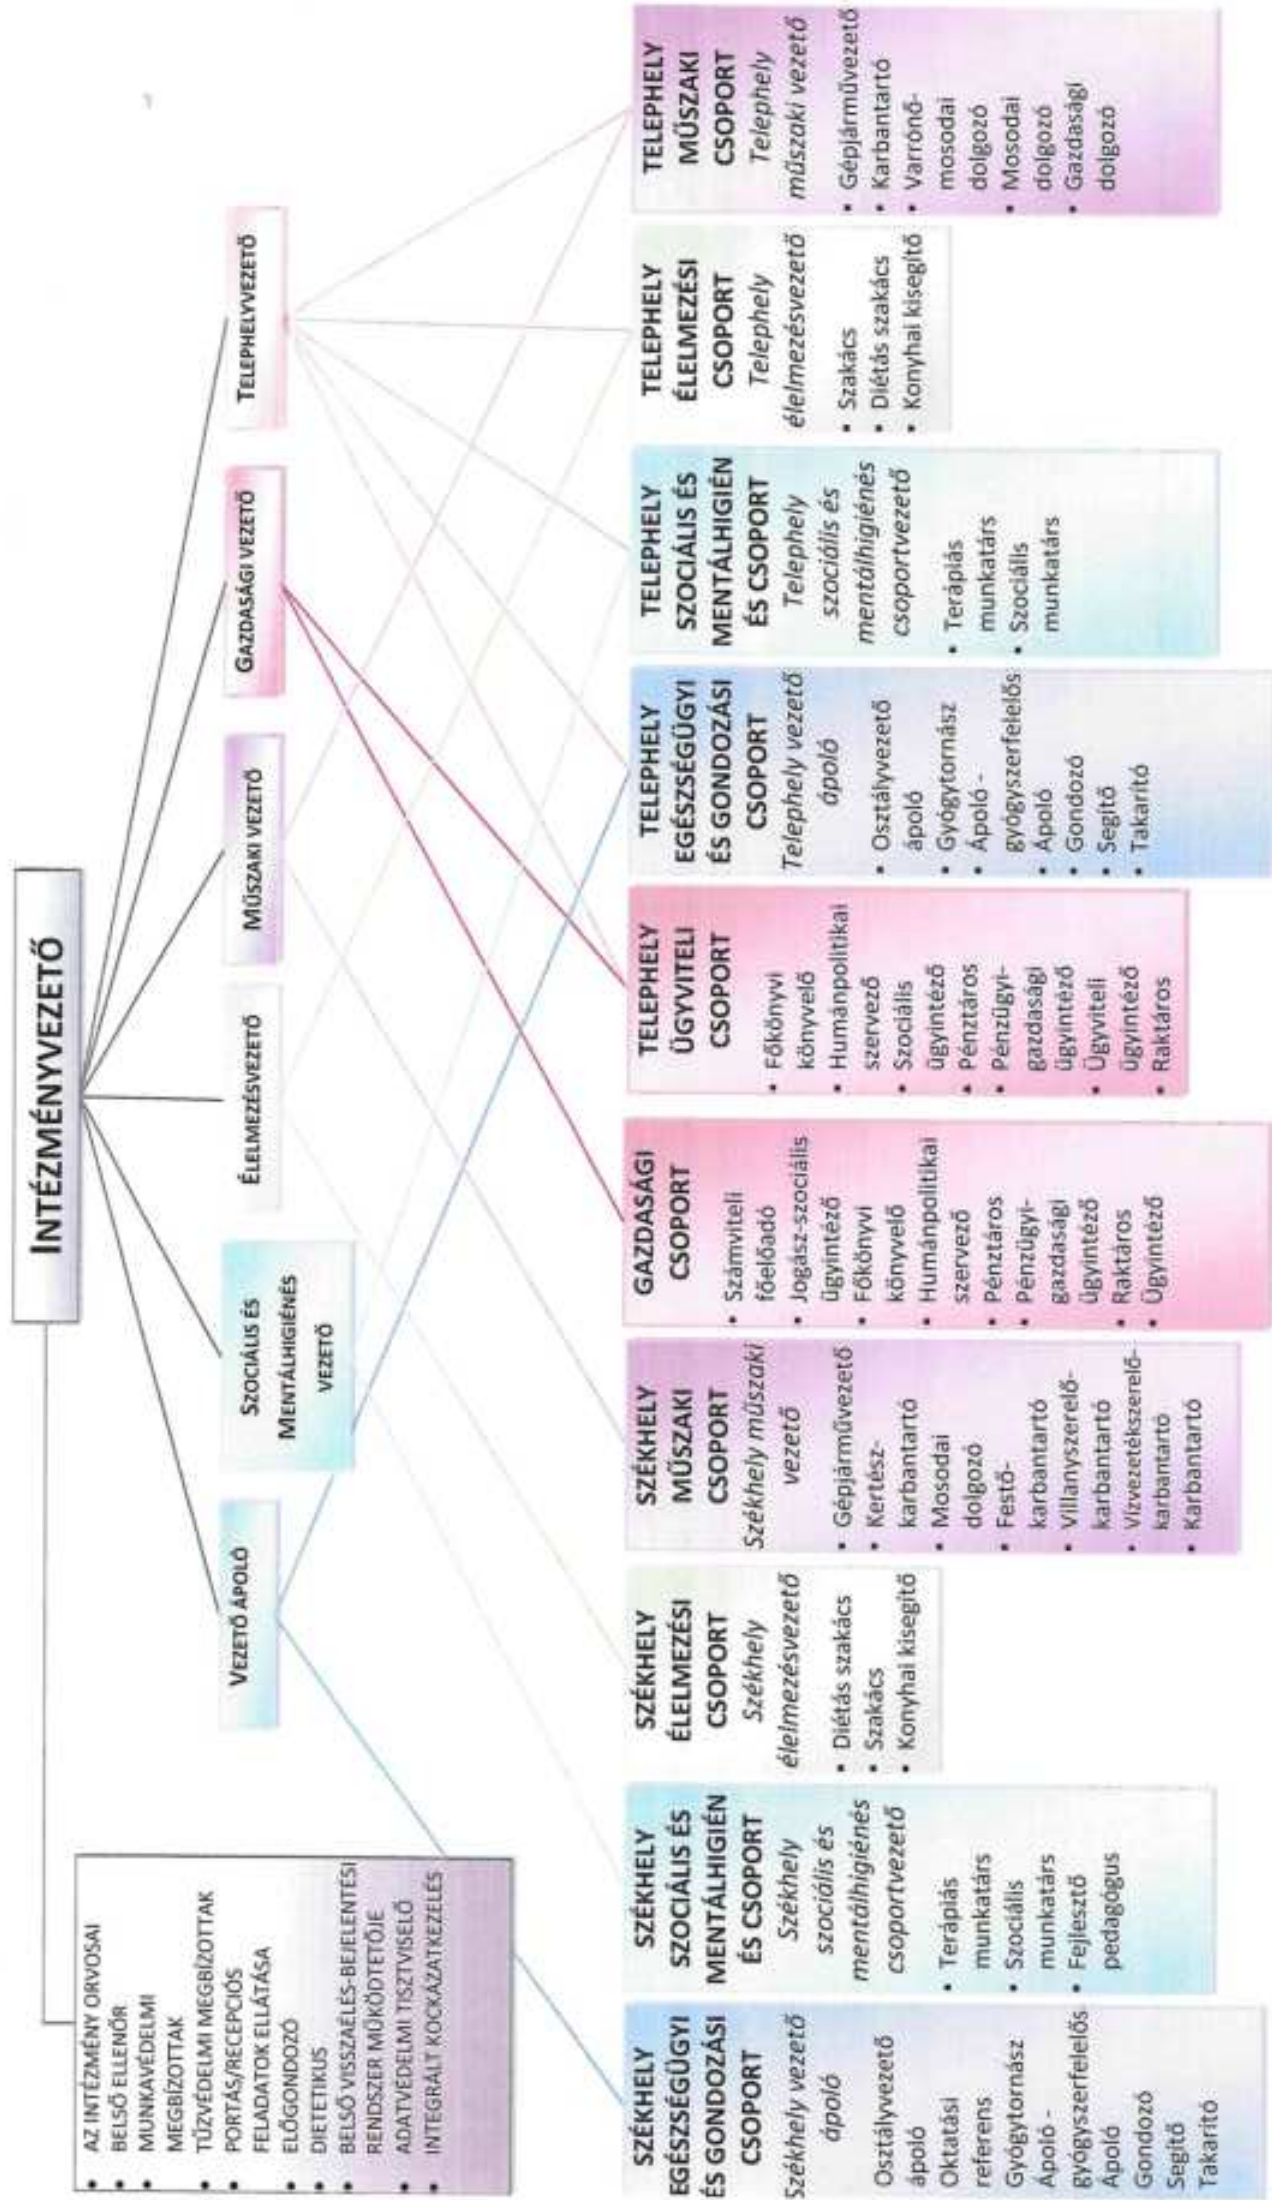 INTÉZMÉNYVEZETŐ
• AZ INTÉZMÉNY ORVOSAI
• BELSŐ ELLENŐR
• MUNKAVÉDELMI
MEGBÍZOTTAK
• TŰZVÉDELMI MEGBÍZOTTAK
• PORTÁS/RECEPCIÓS
FELADATOK ELLÁTÁSA
• ELŐGONDOZÓ
• DIETETIKUS
• BELSŐ VISSZAÉLÉS-BEJELENTÉSI
RENDSZER MŰKÖDTETŐJE
• ADATVÉDELMI TISZTVISELŐ
• INTEGRÁLT KOCKÁZATKEZELÉS
VEZETŐ ÁPOLÓ
SZOCIÁLIS ÉS
MENTÁLHIGIÉNÉS
VEZETŐ
ÉLELMEZÉSVEZETŐ
MŰSZAKI VEZETŐ
GAZDASÁGI VEZETŐ
TELEPHELYVEZETŐ
SZÉKHELY
EGÉSZSÉGÜGYI
ÉS GONDOZÁSI
CSOPORT
Székhely vezető
ápoló
Osztályvezető
ápoló
Oktatási
referens
Gyógytornász
Ápoló -
gyógyszerfelelős
Ápoló
Gondozó
Segítő
Takarító
SZÉKHELY
SZOCIÁLIS ÉS
MENTÁLHIGIÉN
ÉS CSOPORT
Székhely
szociális és
mentálhigiénés
csoportvezető
• Terápiás
munkatárs
• Szociális
munkatárs
• Fejlesztő
pedagógus
SZÉKHELY
ÉLELMEZÉSI
CSOPORT
Székhely
élelmezésvezető
• Diétás szakács
• Szakács
• Konyhai kisegítő
SZÉKHELY
MŰSZAKI
CSOPORT
Székhely műszaki
vezető
• Gépjárművezető
• Kertész-
karbantartó
• Mosodai
dolgozó
• Festő-
karbantartó
• Villanyszerelő-
karbantartó
• Vízvezetékszerelő-
karbantartó
• Karbantartó
GAZDASÁGI
CSOPORT
• Számviteli
főelőadó
• Jogász-szociális
ügyintéző
• Főkönyvi
könyvelő
• Humánpolitikai
szervező
• Pénztáros
• Pénzügyi-
gazdasági
ügyintéző
• Raktáros
• Ügyintéző
TELEPHELY
ÜGYVITELI
CSOPORT
• Főkönyvi
könyvelő
• Humánpolitikai
szervező
• Szociális
ügyintéző
• Pénztáros
• Pénzügyi-
gazdasági
ügyintéző
• Ügyviteli
ügyintéző
• Raktáros
TELEPHELY
EGÉSZSÉGÜGYI
ÉS GONDOZÁSI
CSOPORT
Telephely vezető
ápoló
• Osztályvezető
ápoló
• Gyógytornász
• Ápoló -
gyógyszerfelelős
• Ápoló
• Gondozó
• Segítő
• Takarító
TELEPHELY
SZOCIÁLIS ÉS
MENTÁLHIGIÉN
ÉS CSOPORT
Telephely
szociális és
mentálhigiénés
csoportvezető
• Terápiás
munkatárs
• Szociális
munkatárs
TELEPHELY
ÉLELMEZÉSI
CSOPORT
Telephely
élelmezésvezető
• Szakács
• Diétás szakács
• Konyhai kisegítő
TELEPHELY
MŰSZAKI
CSOPORT
Telephely
műszaki vezető
• Gépjárművezető
• Karbantartó
• Varrónő-
mosodai
dolgozó
• Mosodai
dolgozó
• Gazdasági
dolgozó